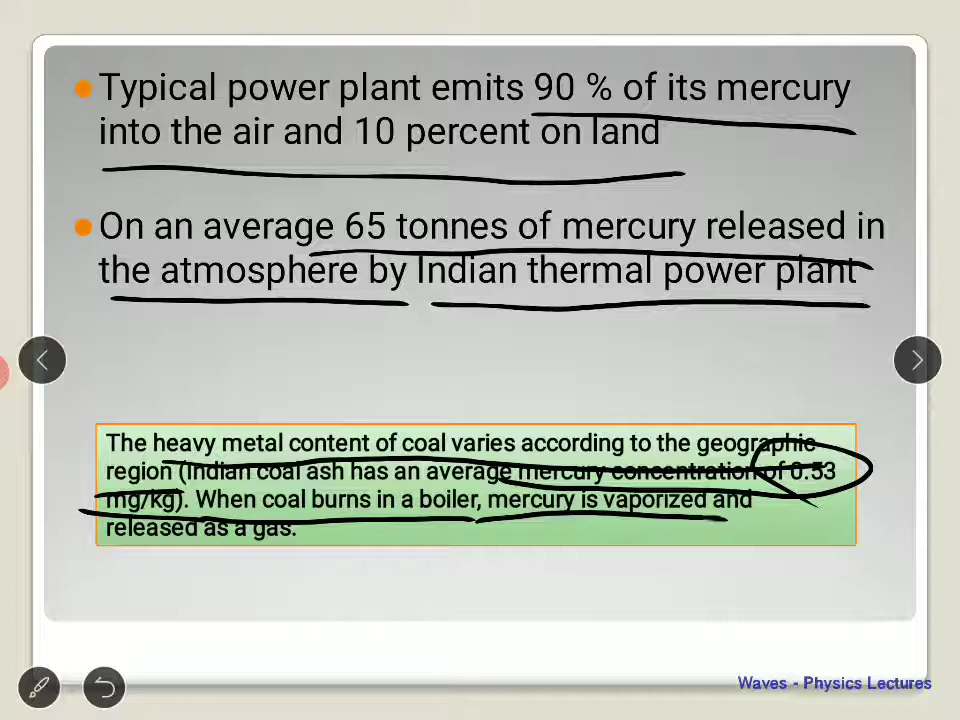 Typical power plant emits 90 % of its mercury
into the air and 10 percent on land
On an average 65 tonnes of mercury released in
the atmosphere by Indian thermal power plant
The heavy metal content of coal varies according to the geographic
region (Indian coal ash has an average mercury concentration of 0.53
mg/kg). When coal burns in a boiler, mercury is vaporized and
released as a gas.
Waves - Physics Lectures